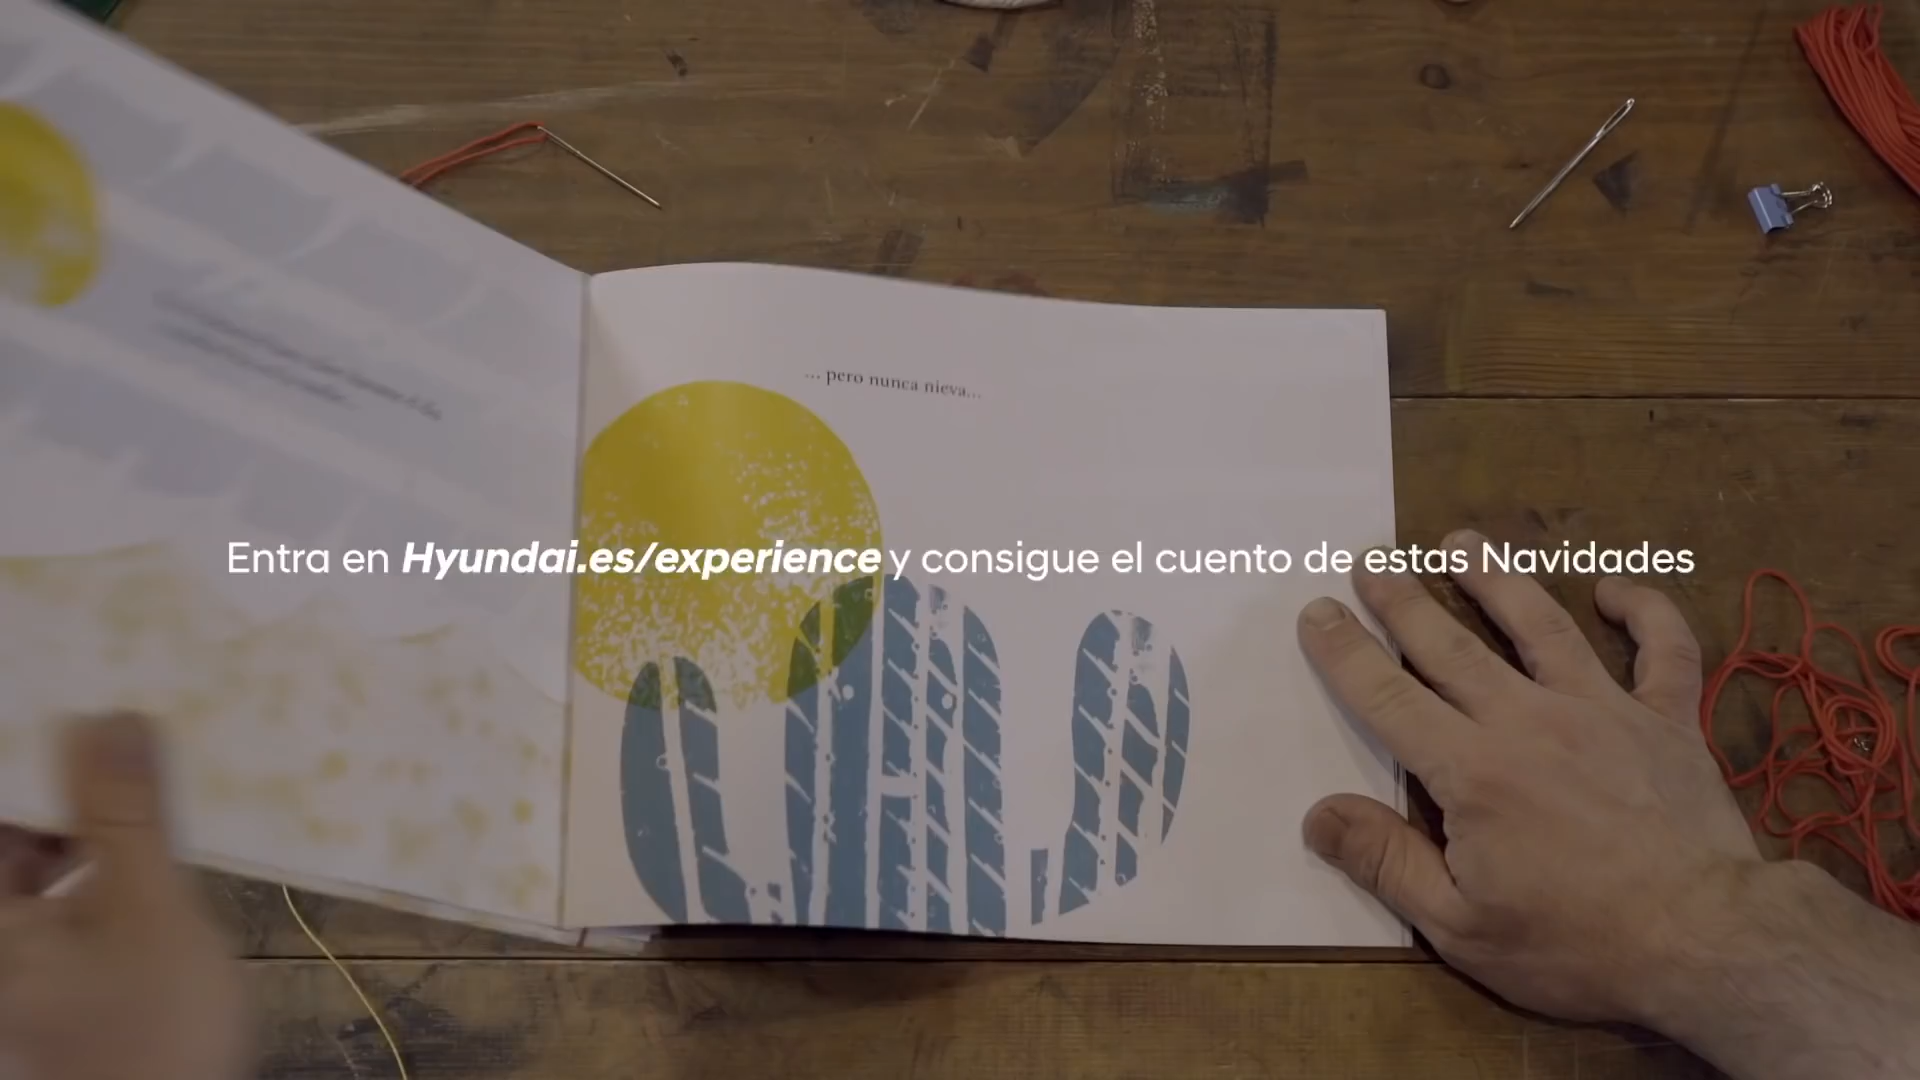 ... pero nunca nieva...
Entra en Hyundai.es/experience y consigue el cuento de estas Navidades